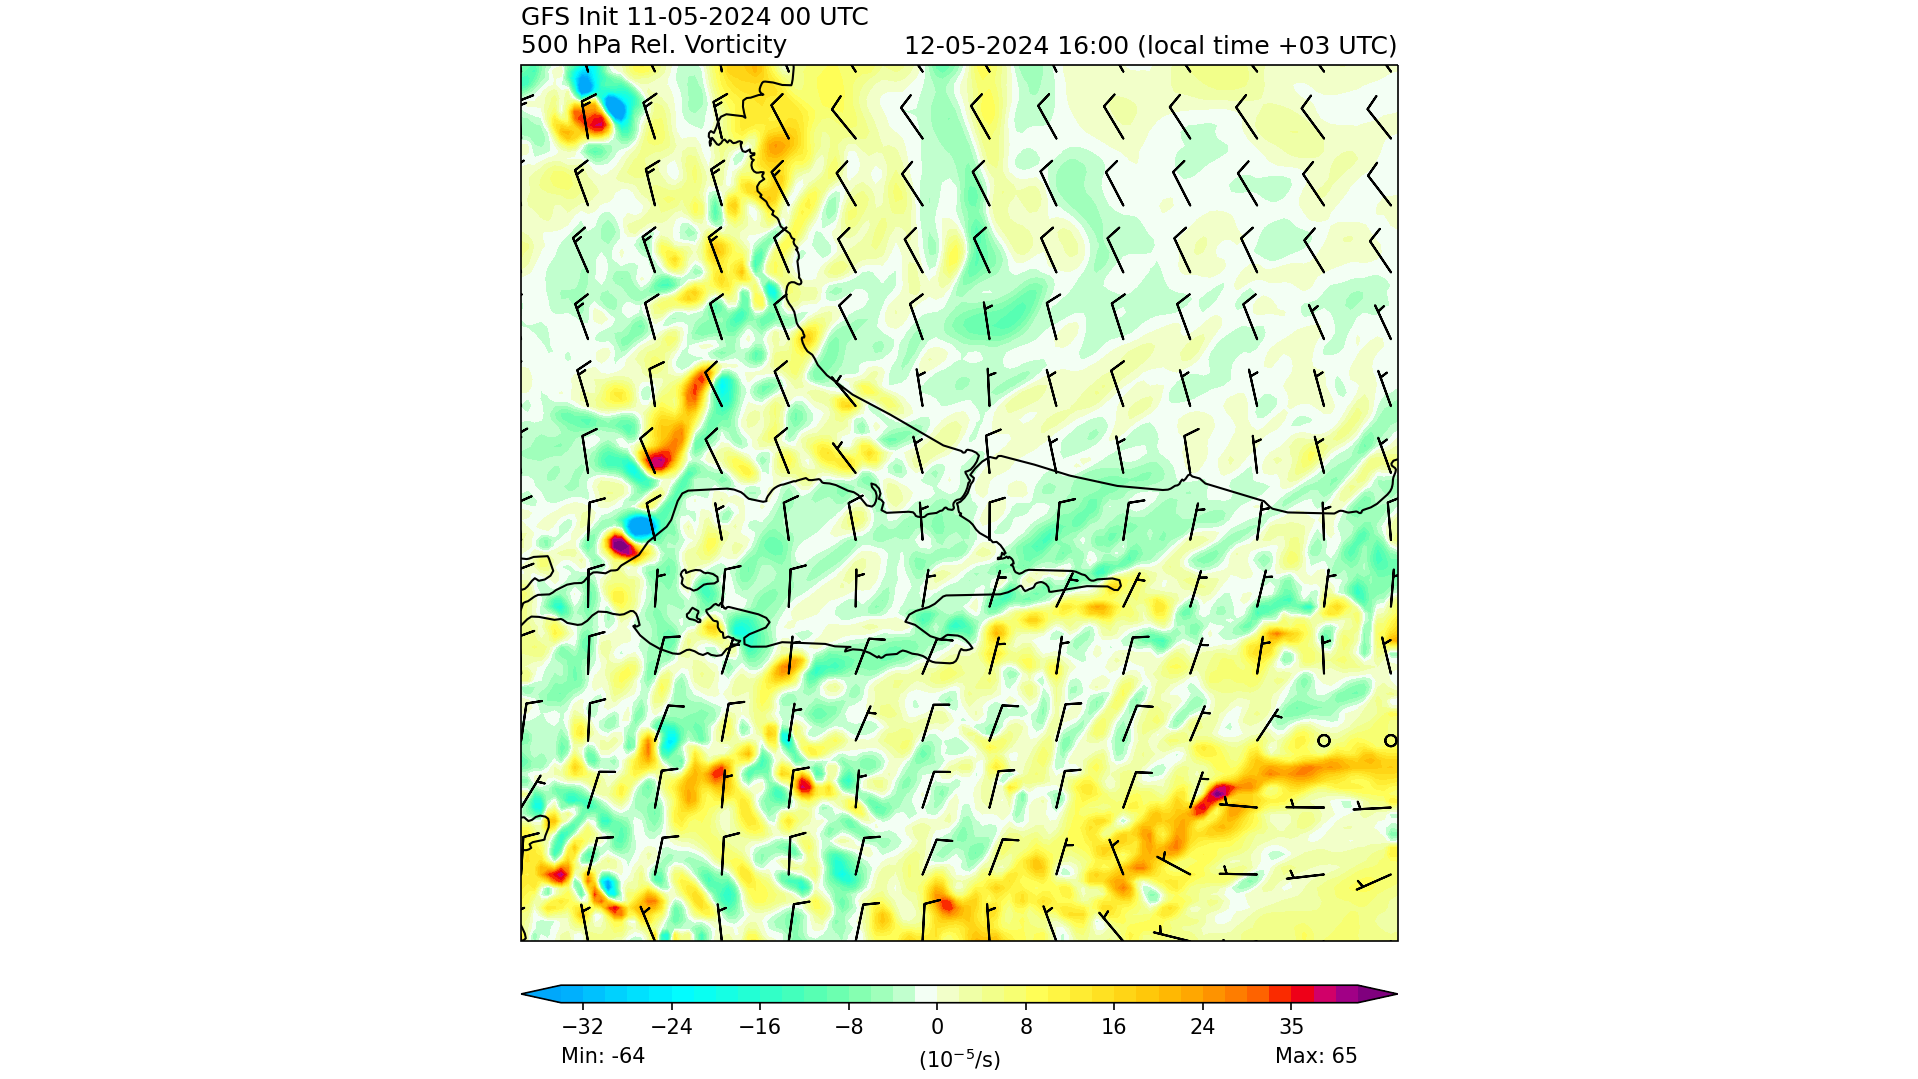 GFS Init 11-05-2024 00 UTC
500 hPa Rel. Vorticity
12-05-2024 16:00 (local time +03 UTC)
−32 −24 −16 −8 0 8 16 24 35
Min: -64
(10⁻⁵/s)
Max: 65